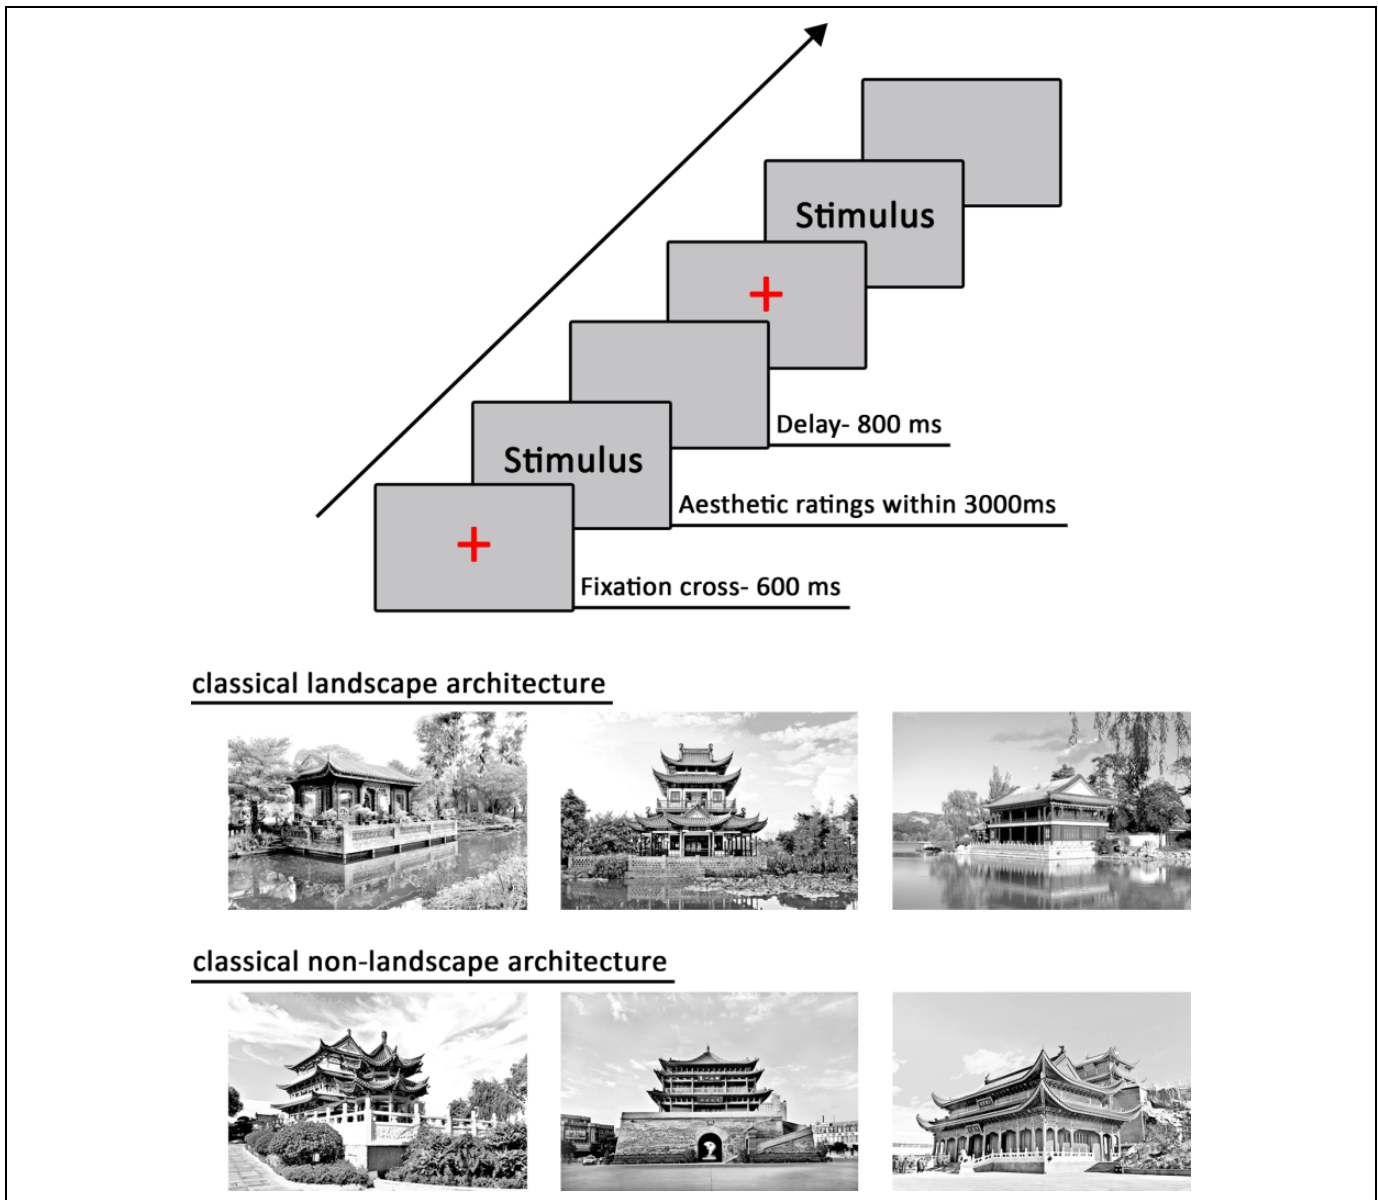 Stimulus
+
Stimulus
Delay- 800 ms
Aesthetic ratings within 3000ms
+
Fixation cross- 600 ms
classical landscape architecture
classical non-landscape architecture